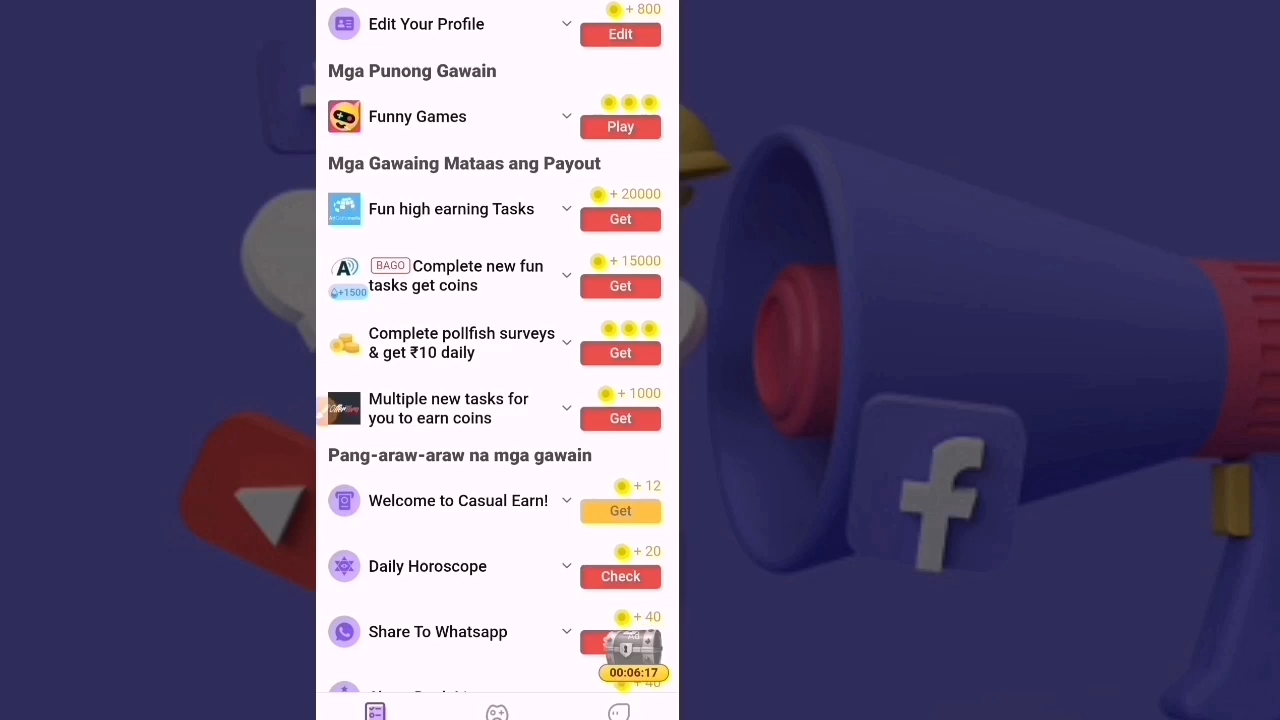 + 800
Edit Your Profile
Edit
Mga Punong Gawain
Funny Games
Play
Mga Gawaing Mataas ang Payout
+ 20000
Fun high earning Tasks
Get
+ 15000
BAGO Complete new fun
tasks get coins
+1500
Get
Complete pollfish surveys
& get ₹10 daily
Get
+ 1000
Multiple new tasks for
you to earn coins
Get
Pang-araw-araw na mga gawain
+ 12
Welcome to Casual Earn!
Get
+ 20
Daily Horoscope
Check
+ 40
Share To Whatsapp
00:06:17